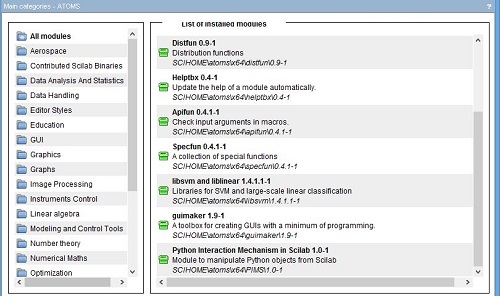 Main categories - ATOMS
?
All modules
Aerospace
Contributed Scilab Binaries
Data Analysis And Statistics
Data Handling
Editor Styles
Education
GUI
Graphics
Graphs
Image Processing
Instruments Control
Linear algebra
Modeling and Control Tools
Number theory
Numerical Maths
Optimization
List of installed modules
Distfun 0.9-1
Distribution functions
SCIHOME\atoms\x64\distfun\0.9-1
Helptbx 0.4-1
Update the help of a module automatically.
SCIHOME\atoms\x64\helptbx\0.4-1
Apifun 0.4.1-1
Check input arguments in macros.
SCIHOME\atoms\x64\apifun\0.4.1-1
Specfun 0.4.1-1
A collection of special functions
SCIHOME\atoms\x64\specfun\0.4.1-1
libsvm and liblinear 1.4.1.1-1
Libraries for SVM and large-scale linear classification
SCIHOME\atoms\x64\libsvm\1.4.1.1-1
guimaker 1.9-1
A toolbox for creating GUIs with a minimum of programming.
SCIHOME\atoms\x64\guimaker\1.9-1
Python Interaction Mechanism in Scilab 1.0-1
Module to manipulate Python objects from Scilab
SCIHOME\atoms\x64\PIMS\1.0-1